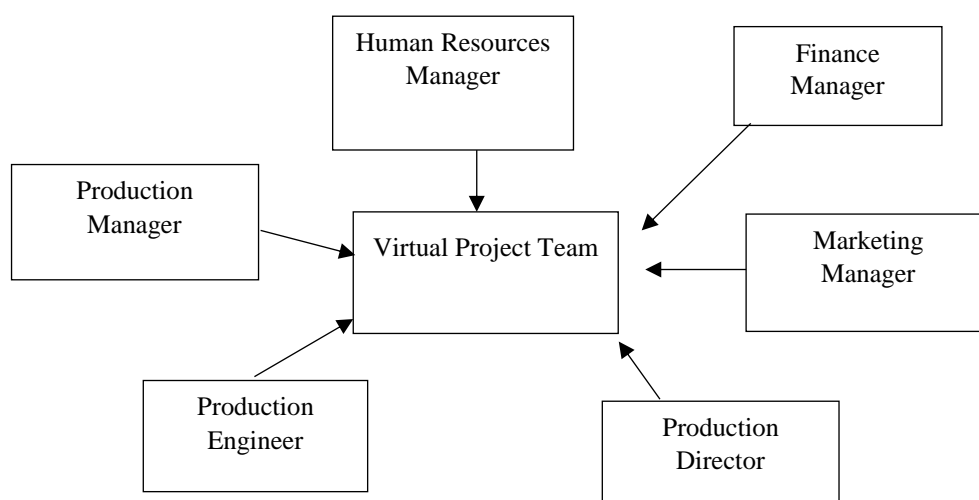 Human Resources
Manager
Finance
Manager
Production
Manager
Virtual Project Team
Marketing
Manager
Production
Engineer
Production
Director